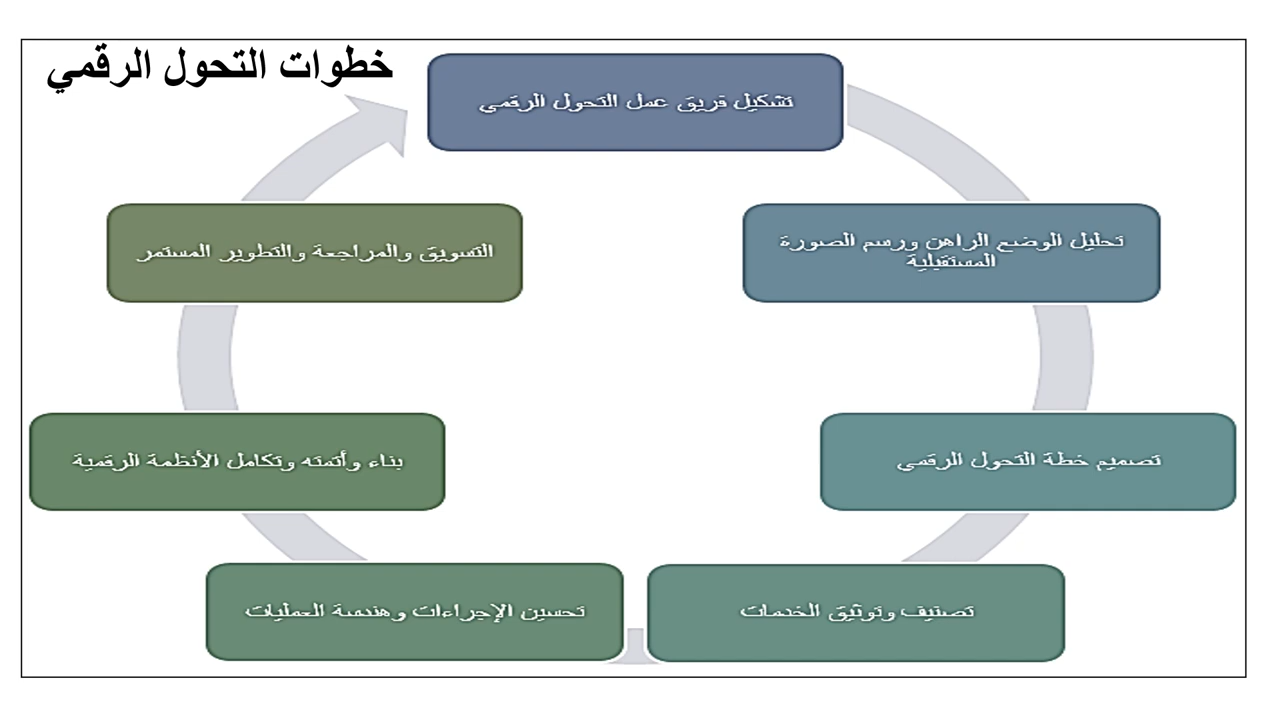 خطوات التحول الرقمي
تشكيل فريق عمل التحول الرقمي
تحليل الوضع الراهن ورسم الصورة
المستقبلية
تصميم خطة التحول الرقمي
تصنيف وتوثيق الخدمات
تحسين الإجراءات وهندسة العمليات
بناء وأتمته وتكامل الأنظمة الرقمية
التسويق والمراجعة والتطوير المستمر